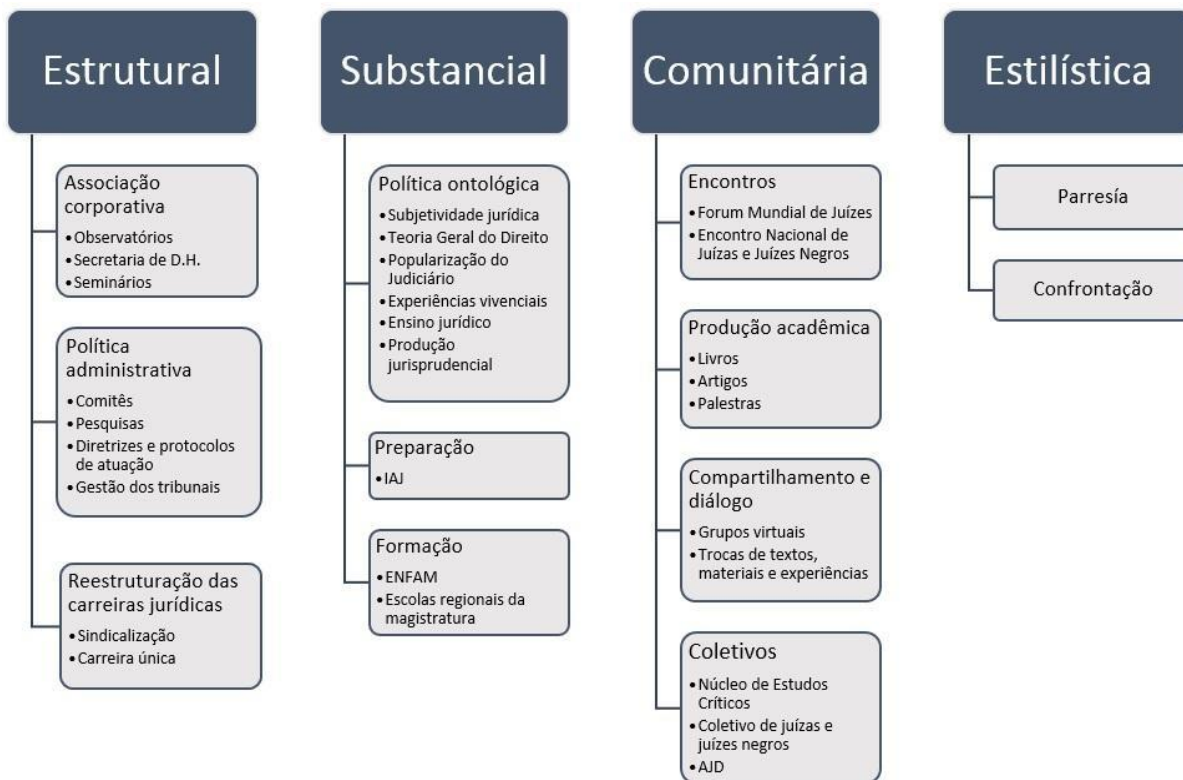 Estrutural
Associação
corporativa
•Observatórios
•Secretaria de D.H.
•Seminários
Política
administrativa
•Comitês
•Pesquisas
•Diretrizes e protocolos
de atuação
•Gestão dos tribunais
Reestruturação das
carreiras jurídicas
•Sindicalização
•Carreira única
Substancial
Política ontológica
•Subjetividade jurídica
•Teoria Geral do Direito
•Popularização do
Judiciário
•Experiências vivenciais
•Ensino jurídico
•Produção
jurisprudencial
Preparação
•IAJ
Formação
•ENFAM
•Escolas regionais da
magistratura
Comunitária
Encontros
•Forum Mundial de Juízes
•Encontro Nacional de
Juízas e Juízes Negros
Produção acadêmica
•Livros
•Artigos
•Palestras
Compartilhamento e
diálogo
•Grupos virtuais
•Trocas de textos,
materiais e experiências
Coletivos
•Núcleo de Estudos
Críticos
•Coletivo de juízas e
juízes negros
•AJD
Estilística
Parresía
Confrontação